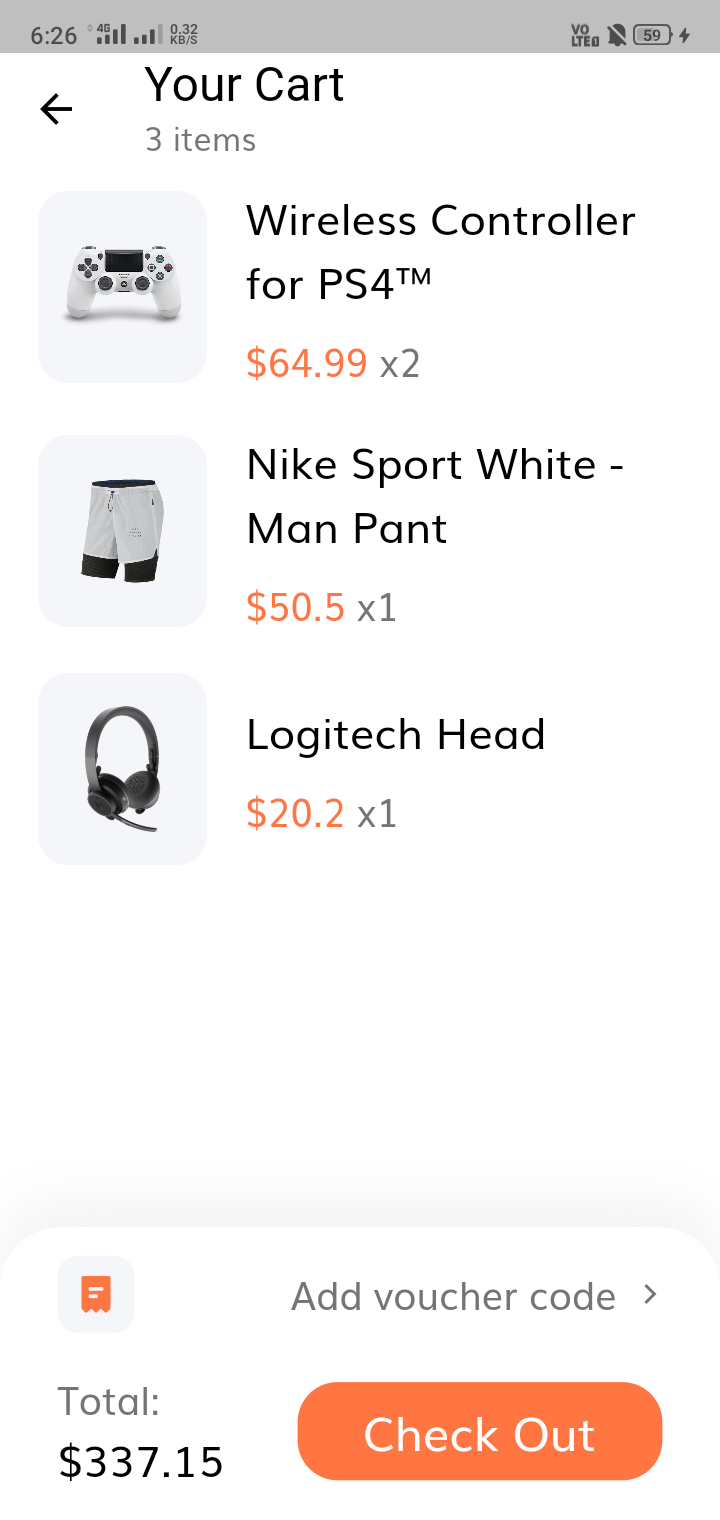 6:26 4G 0.32 KB/S VO LTE 59
Your Cart
3 items
Wireless Controller
for PS4™
$64.99 x2
Nike Sport White -
Man Pant
$50.5 x1
Logitech Head
$20.2 x1
Add voucher code
Total:
$337.15
Check Out